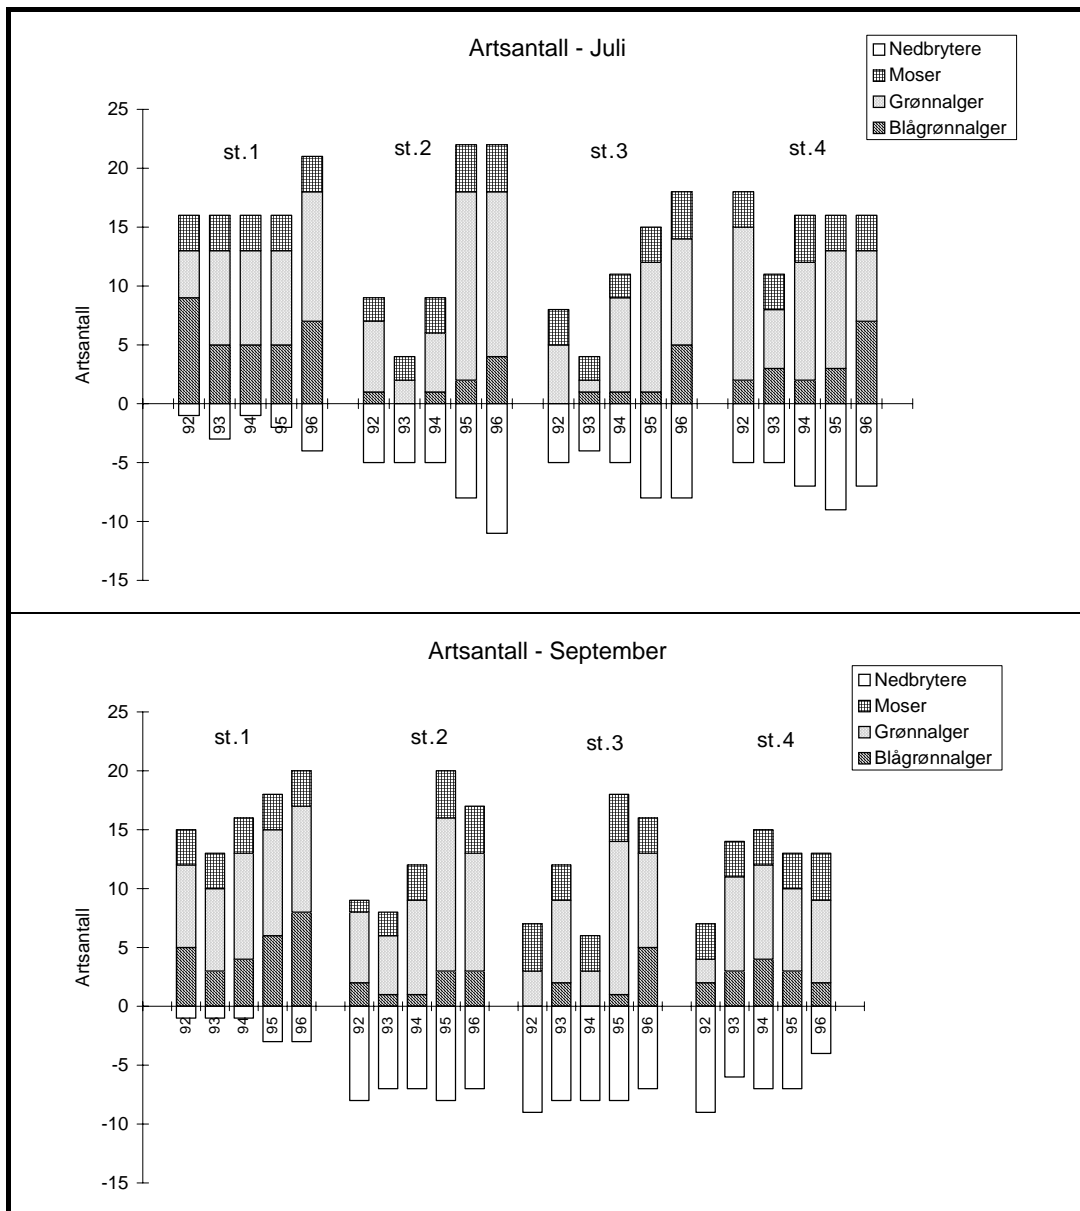 Artsantall - Juli
Nedbrytere
Moser
Grønnalger
Blågrønnalger
st.1
st.2
st.3
st.4
Artsantall
25
20
15
10
5
0
-5
-10
-15
92 93 94 95 96 92 93 94 95 96 92 93 94 95 96 92 93 94 95 96
Artsantall - September
Nedbrytere
Moser
Grønnalger
Blågrønnalger
st.1
st.2
st.3
st.4
Artsantall
25
20
15
10
5
0
-5
-10
-15
92 93 94 95 96 92 93 94 95 96 92 93 94 95 96 92 93 94 95 96